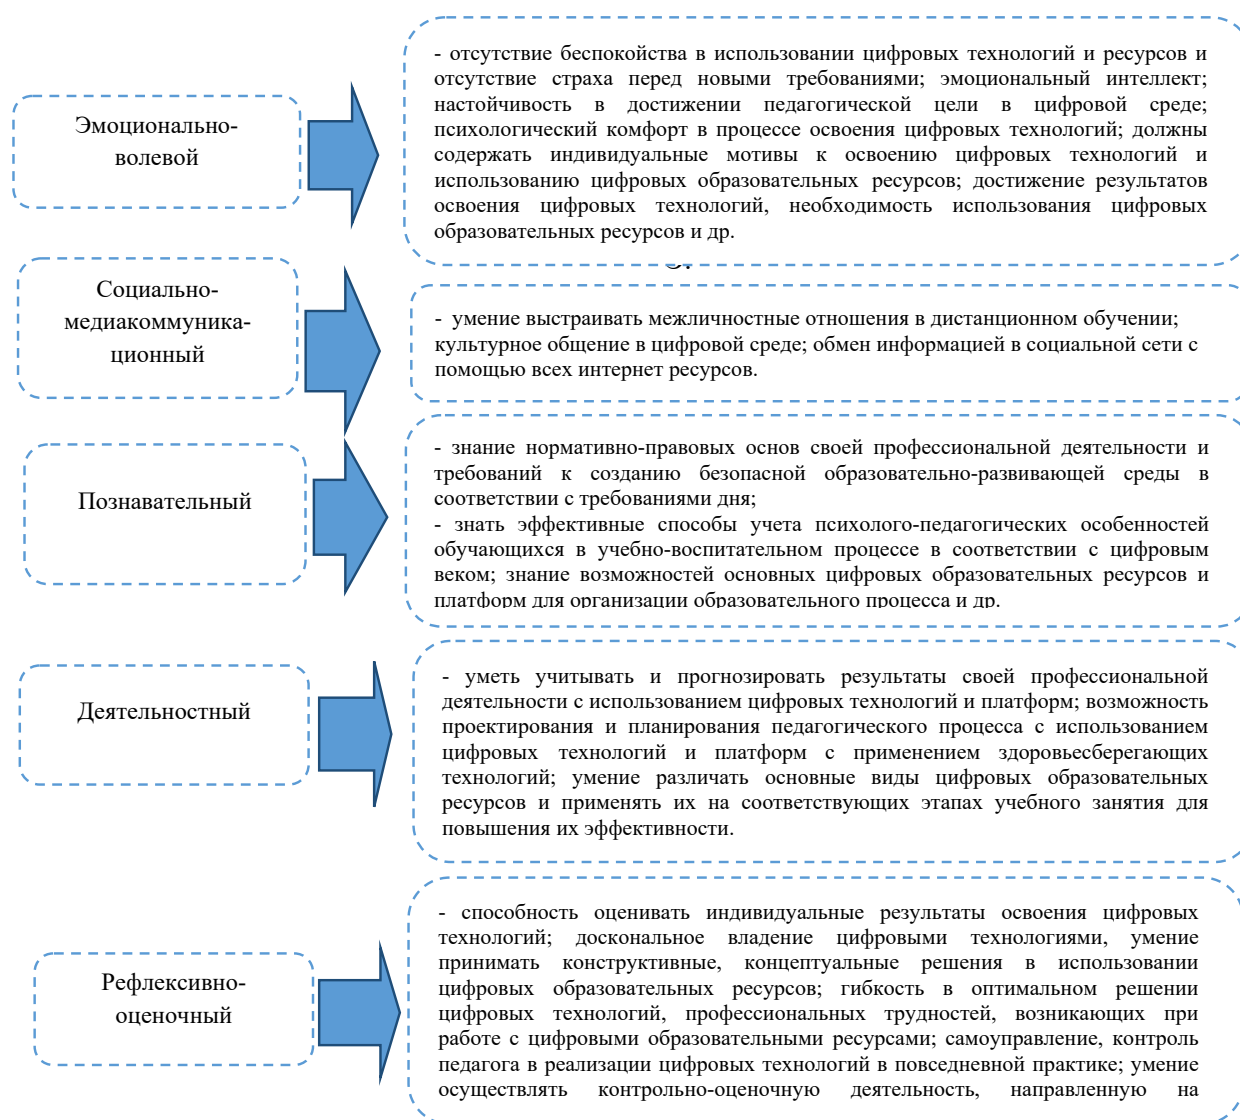 Эмоционально-
волевой
- отсутствие беспокойства в использовании цифровых технологий и ресурсов и
отсутствие страха перед новыми требованиями; эмоциональный интеллект;
настойчивость в достижении педагогической цели в цифровой среде;
психологический комфорт в процессе освоения цифровых технологий; должны
содержать индивидуальные мотивы к освоению цифровых технологий и
использованию цифровых образовательных ресурсов; достижение результатов
освоения цифровых технологий, необходимость использования цифровых
образовательных ресурсов и др.
Социально-
медиакоммуника-
ционный
- умение выстраивать межличностные отношения в дистанционном обучении;
культурное общение в цифровой среде; обмен информацией в социальной сети с
помощью всех интернет ресурсов.
Познавательный
- знание нормативно-правовых основ своей профессиональной деятельности и
требований к созданию безопасной образовательно-развивающей среды в
соответствии с требованиями дня;
- знать эффективные способы учета психолого-педагогических особенностей
обучающихся в учебно-воспитательном процессе в соответствии с цифровым
веком; знание возможностей основных цифровых образовательных ресурсов и
платформ для организации образовательного процесса и др.
Деятельностный
- уметь учитывать и прогнозировать результаты своей профессиональной
деятельности с использованием цифровых технологий и платформ; возможность
проектирования и планирования педагогического процесса с использованием
цифровых технологий и платформ с применением здоровьесберегающих
технологий; умение различать основные виды цифровых образовательных
ресурсов и применять их на соответствующих этапах учебного занятия для
повышения их эффективности.
Рефлексивно-
оценочный
- способность оценивать индивидуальные результаты освоения цифровых
технологий; доскональное владение цифровыми технологиями, умение
принимать конструктивные, концептуальные решения в использовании
цифровых образовательных ресурсов; гибкость в оптимальном решении
цифровых технологий, профессиональных трудностей, возникающих при
работе с цифровыми образовательными ресурсами; самоуправление, контроль
педагога в реализации цифровых технологий в повседневной практике; умение
осуществлять контрольно-оценочную деятельность, направленную на